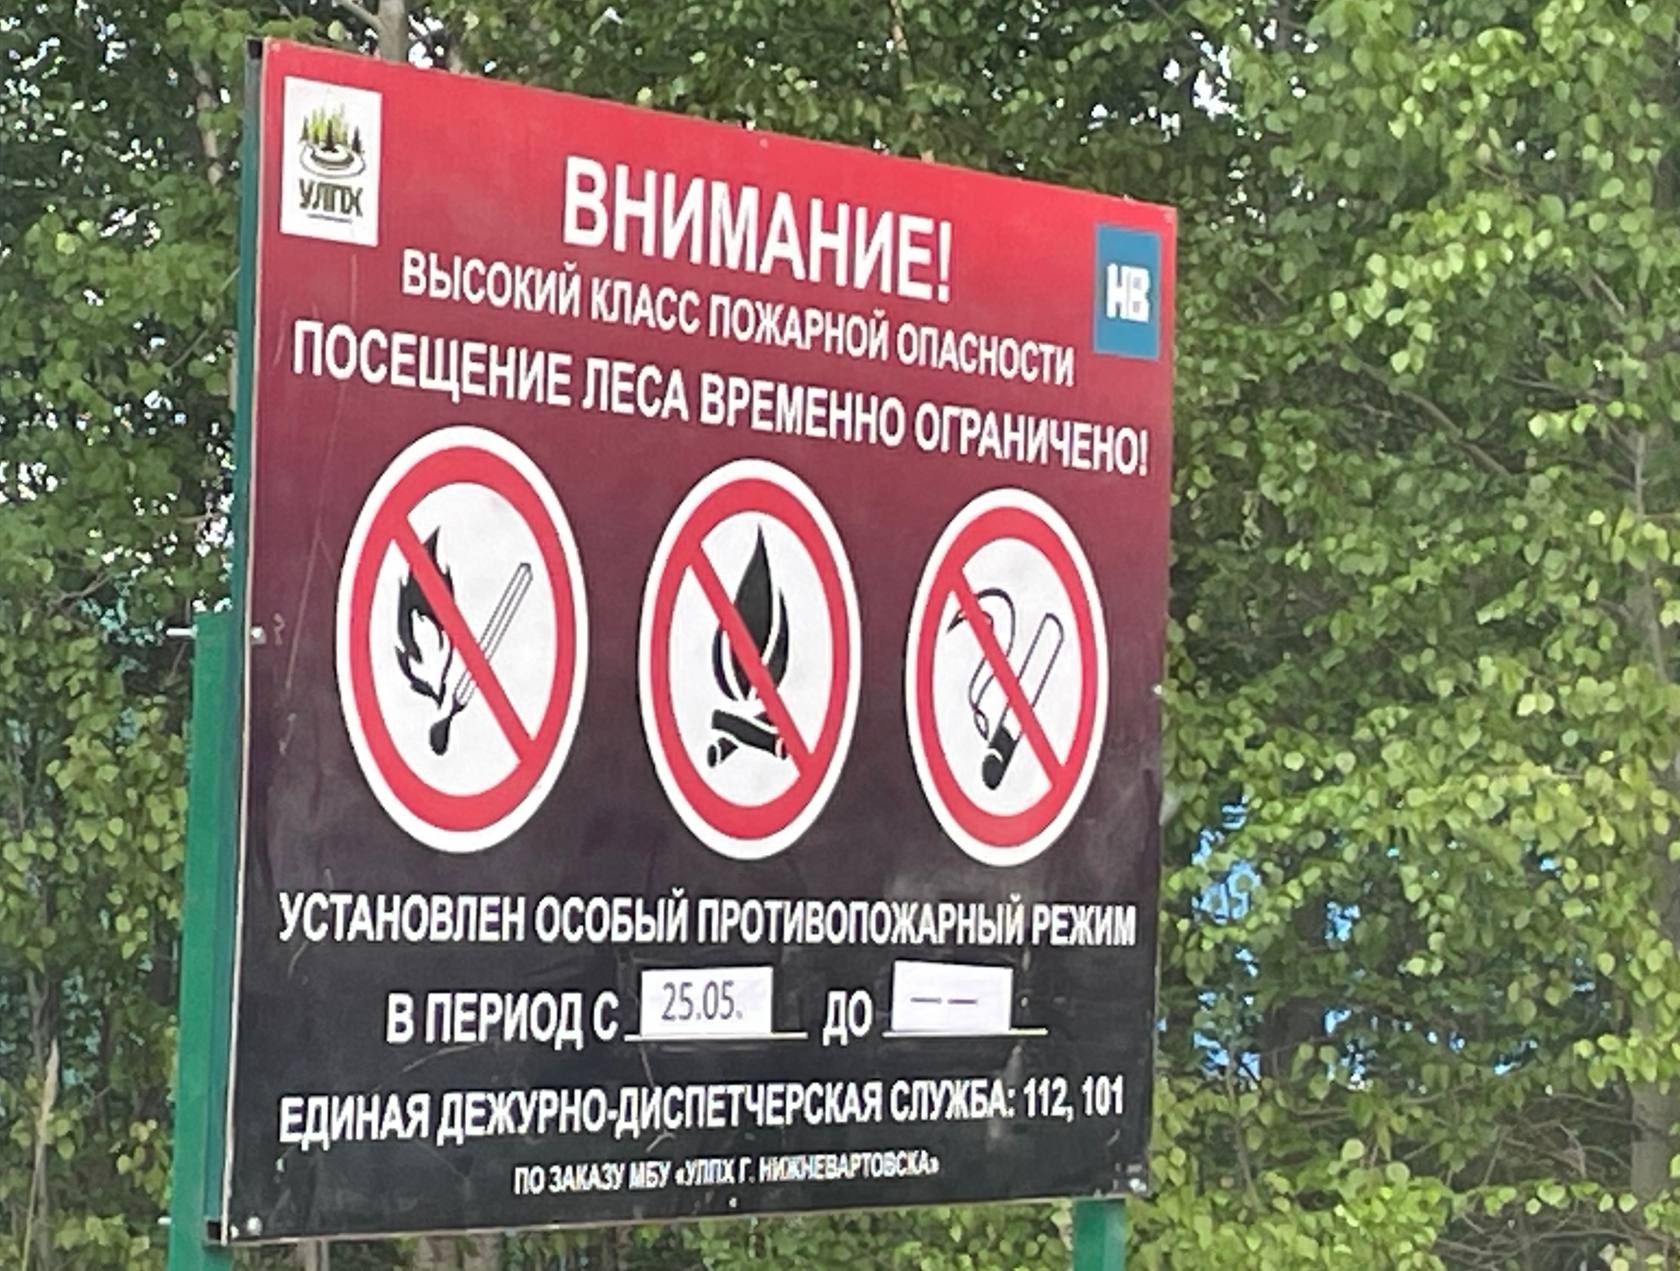 УЛПХ
ВНИМАНИЕ!
НВ
ВЫСОКИЙ КЛАСС ПОЖАРНОЙ ОПАСНОСТИ
ПОСЕЩЕНИЕ ЛЕСА ВРЕМЕННО ОГРАНИЧЕНО!
УСТАНОВЛЕН ОСОБЫЙ ПРОТИВОПОЖАРНЫЙ РЕЖИМ
В ПЕРИОД С 25.05. ДО — —
ЕДИНАЯ ДЕЖУРНО-ДИСПЕТЧЕРСКАЯ СЛУЖБА: 112, 101
ПО ЗАКАЗУ МБУ «УЛПХ Г. НИЖНЕВАРТОВСКА»